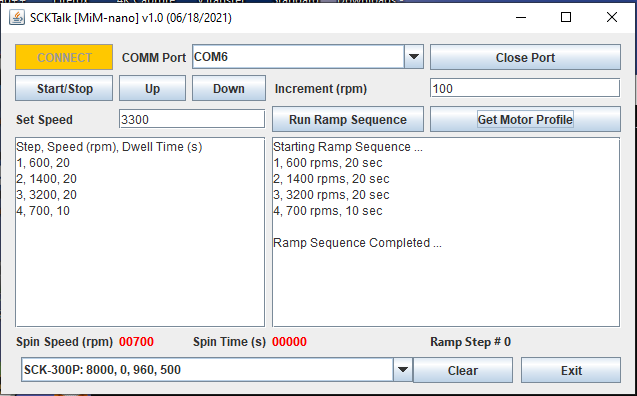 SCKTalk [MiM-nano] v1.0 (06/18/2021)
CONNECT COMM Port COM6 Close Port
Start/Stop Up Down Increment (rpm) 100
Set Speed 3300 Run Ramp Sequence Get Motor Profile
Step, Speed (rpm), Dwell Time (s)
1, 600, 20
2, 1400, 20
3, 3200, 20
4, 700, 10
Starting Ramp Sequence ...
1, 600 rpms, 20 sec
2, 1400 rpms, 20 sec
3, 3200 rpms, 20 sec
4, 700 rpms, 10 sec
Ramp Sequence Completed ...
Spin Speed (rpm) 00700 Spin Time (s) 00000 Ramp Step # 0
SCK-300P: 8000, 0, 960, 500 Clear Exit